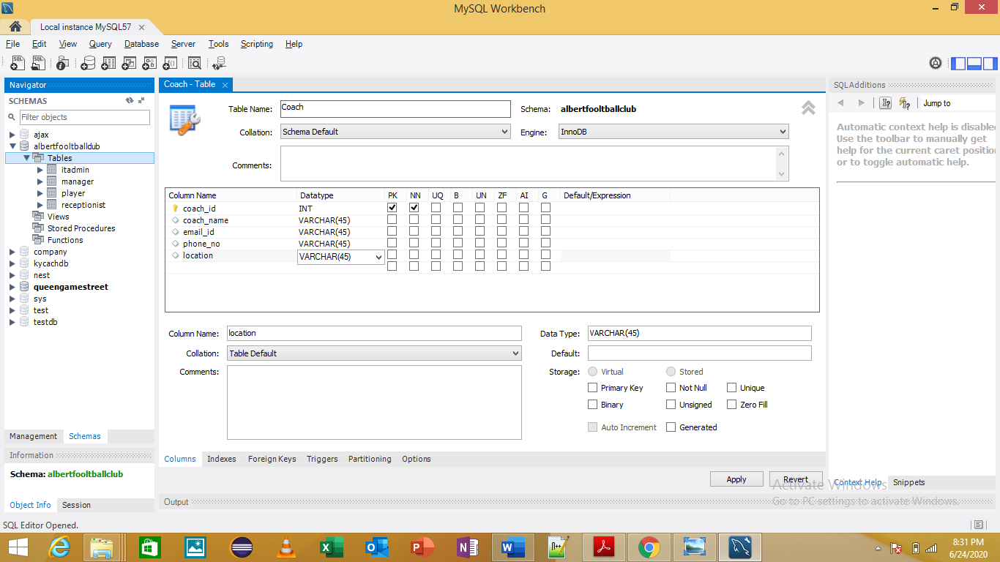 MySQL Workbench
Local instance MySQL57
File Edit View Query Database Server Tools Scripting Help
Navigator
SCHEMAS
Filter objects
ajax
albertfooltballdub
Tables
itadmin
manager
player
receptionist
Views
Stored Procedures
Functions
company
kycachdb
nest
queengamestreet
sys
test
testdb
Management Schemas
Information
Schema: albertfooltballclub
Object Info Session
Coach - Table
Table Name: Coach Schema: albertfooltballclub
Collation: Schema Default Engine: InnoDB
Comments:
Column Name Datatype PK NN UQ B UN ZF AI G Default/Expression
coach_id INT
coach_name VARCHAR(45)
email_id VARCHAR(45)
phone_no VARCHAR(45)
location VARCHAR(45)
Column Name: location Data Type: VARCHAR(45)
Collation: Table Default Default:
Comments: Storage: Virtual Stored
Primary Key Not Null Unique
Binary Unsigned Zero Fill
Auto Increment Generated
Columns Indexes Foreign Keys Triggers Partitioning Options
Apply Revert
Output
SQLAdditions
Jump to
Automatic context help is disabled
Use the toolbar to manually get
help for the current caret position
or to toggle automatic help.
Context Help Snippets
Activate Windows
Go to PC settings to activate Windows.
SQL Editor Opened.
8:31 PM
6/24/2020